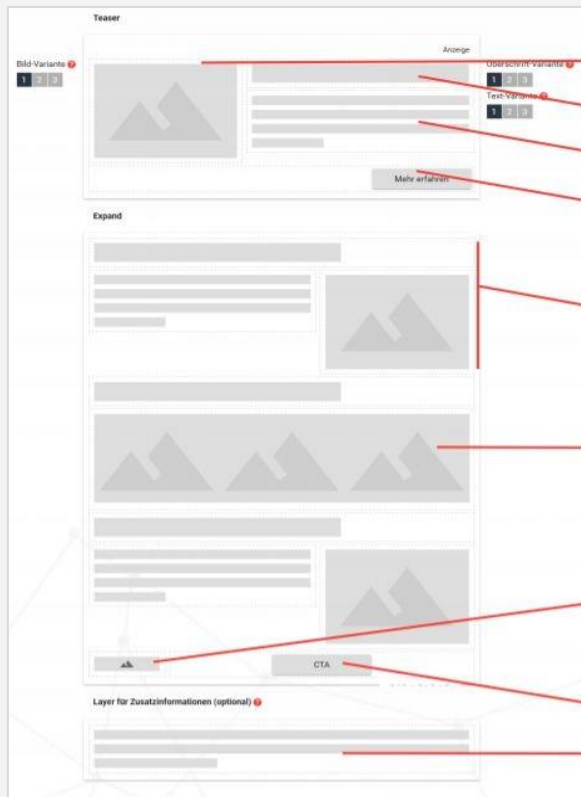 Teaser
Anzeige
Bild-Variante ?
1 2 3
Überschrift-Variante ?
1 2 3
Text-Variante ?
1 2 3
Mehr erfahren
Expand
CTA
Layer für Zusatzinformationen (optional) ?